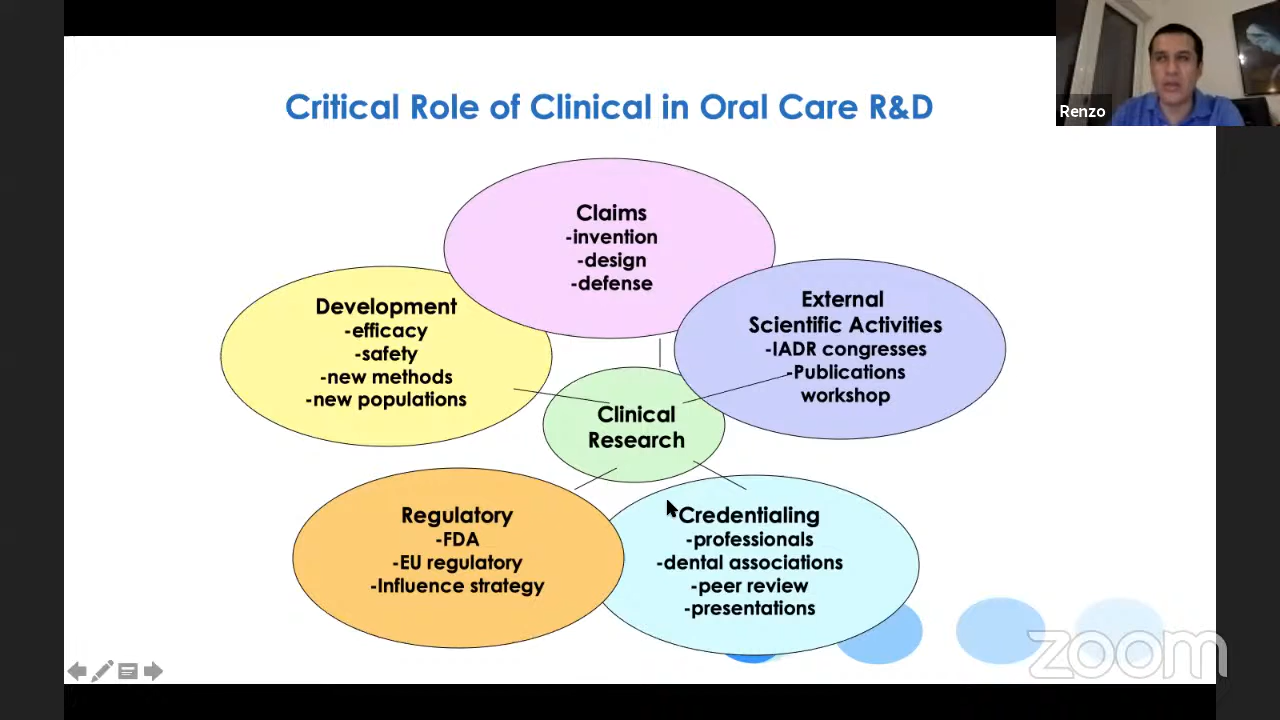 Critical Role of Clinical in Oral Care R&D
Renzo
Claims
-invention
-design
-defense
Development
-efficacy
-safety
-new methods
-new populations
External
Scientific Activities
-IADR congresses
-Publications
workshop
Clinical
Research
Regulatory
-FDA
-EU regulatory
-Influence strategy
Credentialing
-professionals
-dental associations
-peer review
-presentations
zoom